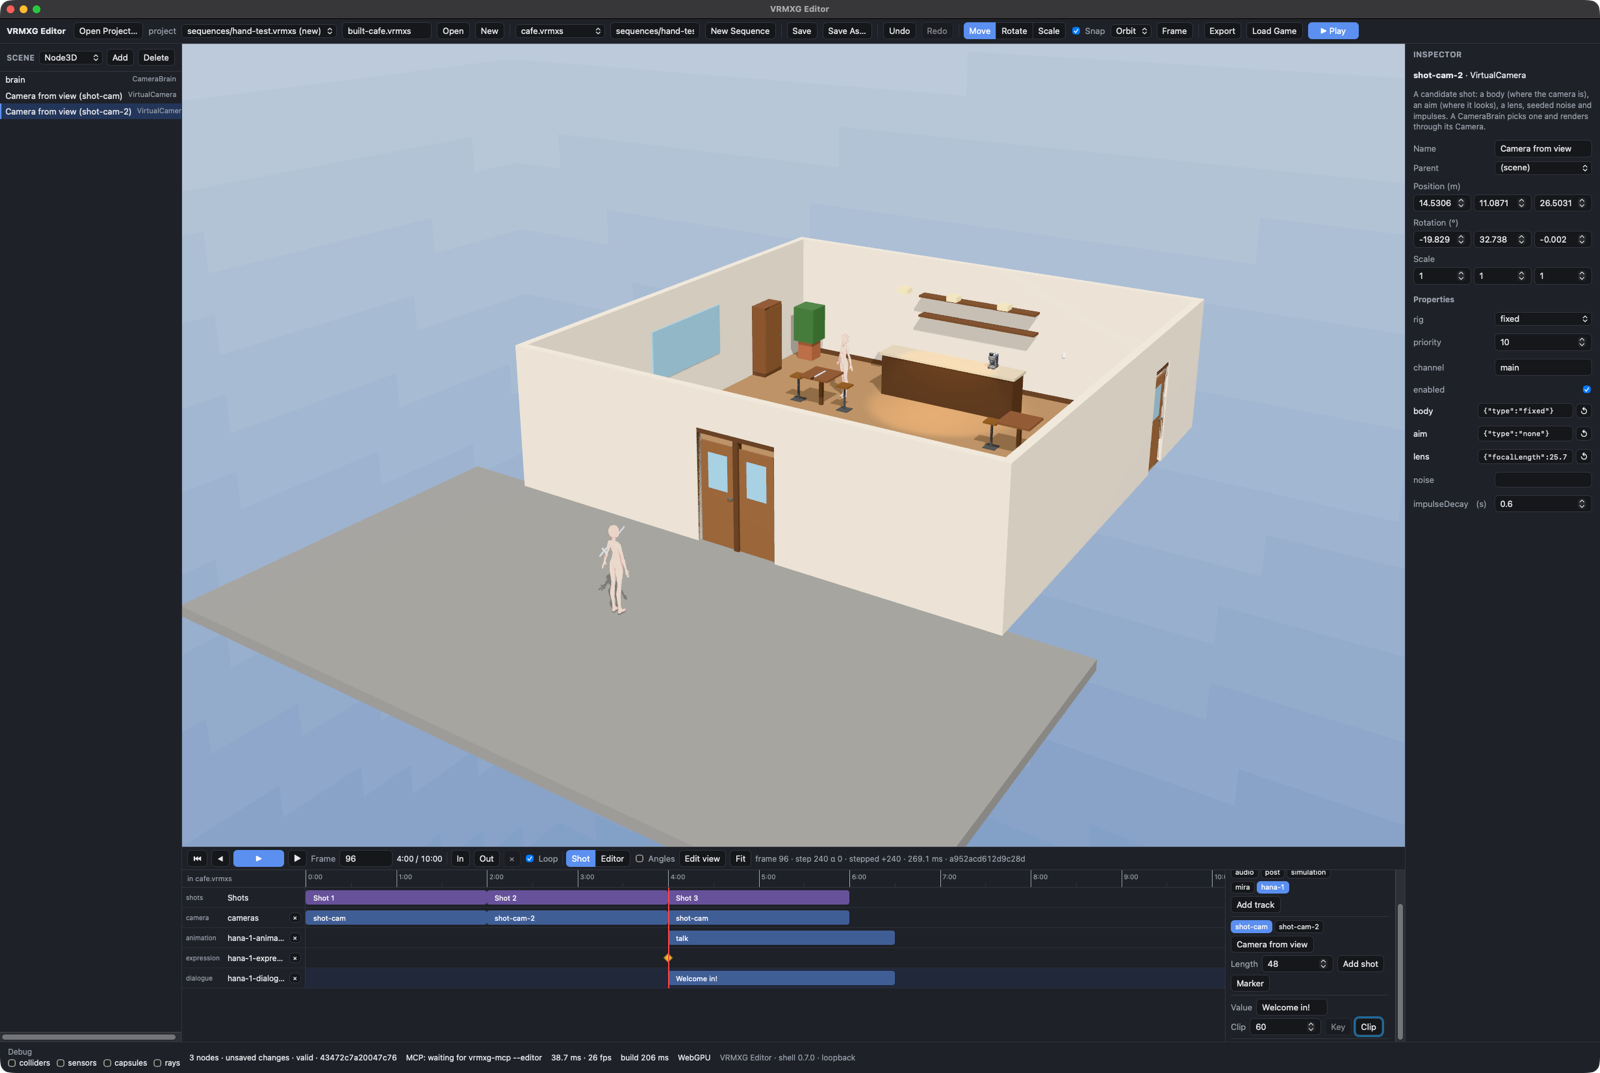 VRMXG Editor
VRMXG Editor Open Project... project sequences/hand-test.vrmxs (new) built-cafe.vrmxs Open New cafe.vrmxs sequences/hand-tes New Sequence Save Save As... Undo Redo Move Rotate Scale Snap Orbit Frame Export Load Game Play
SCENE Node3D Add Delete
brain CameraBrain
Camera from view (shot-cam) VirtualCamera
Camera from view (shot-cam-2) VirtualCamer
INSPECTOR
shot-cam-2 · VirtualCamera
A candidate shot: a body (where the camera is),
an aim (where it looks), a lens, seeded noise and
impulses. A CameraBrain picks one and renders
through its Camera.
Name Camera from view
Parent (scene)
Position (m)
14.5306 11.0871 26.5031
Rotation (°)
-19.829 32.738 -0.002
Scale
1 1 1
Properties
rig fixed
priority 10
channel main
enabled
body {"type":"fixed"}
aim {"type":"none"}
lens {"focalLength":25.7
noise
impulseDecay (s) 0.6
Frame 96 4:00 / 10:00 In Out × Loop Shot Editor Angles Edit view Fit frame 96 · step 240 α 0 · stepped +240 · 269.1 ms · a952acd612d9c28d
in cafe.vrmxs 0:00 1:00 2:00 3:00 4:00 5:00 6:00 7:00 8:00 9:00 10:
shots Shots Shot 1 Shot 2 Shot 3
camera cameras × shot-cam shot-cam-2 shot-cam
animation hana-1-anima... × talk
expression hana-1-expre... ×
dialogue hana-1-dialog... × Welcome in!
audio post simulation
mira hana-1
Add track
shot-cam shot-cam-2
Camera from view
Length 48 Add shot
Marker
Value Welcome in!
Clip 60 Key Clip
Debug
colliders sensors capsules rays
3 nodes · unsaved changes · valid · 43472c7a20047c76 MCP: waiting for vrmxg-mcp --editor 38.7 ms · 26 fps build 206 ms WebGPU VRMXG Editor · shell 0.7.0 · loopback